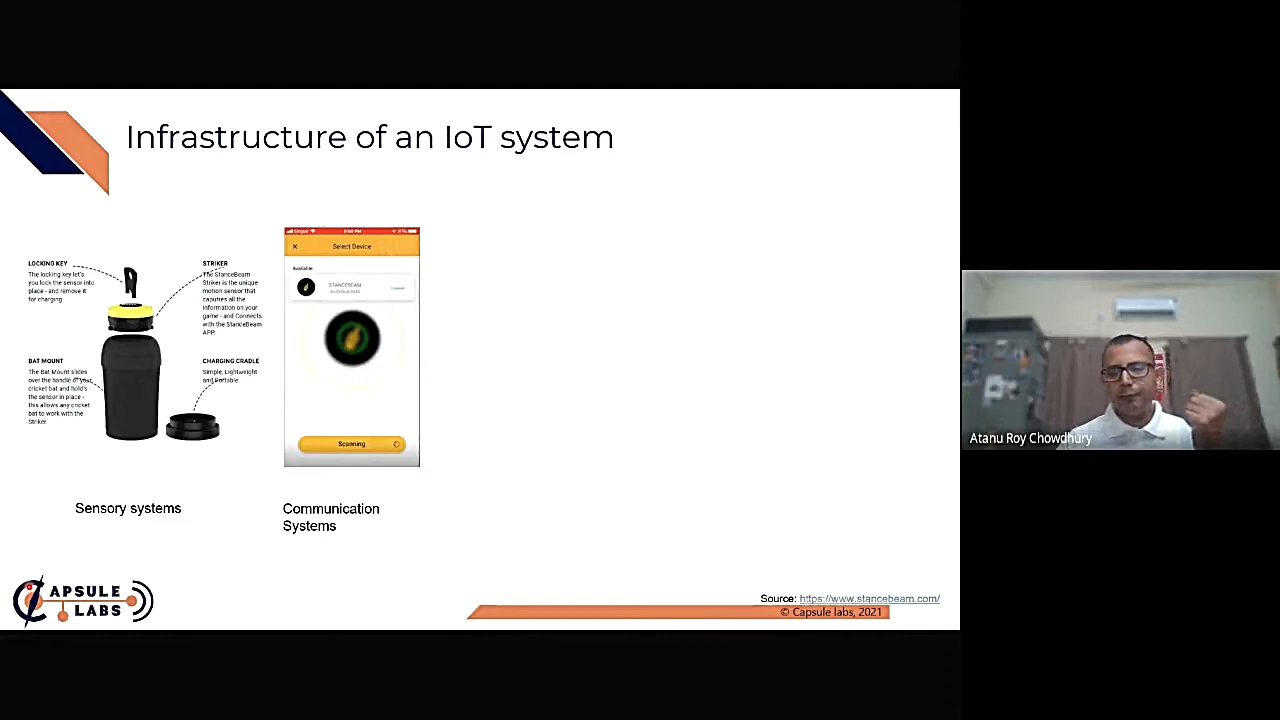 Infrastructure of an IoT system
LOCKING KEY
The locking key let's
you lock the sensor into
place - and remove it
for charging
STRIKER
The StanceBeam
Striker is the unique
motion sensor that
caputres all the
information on your
game - and Connects
with the StanceBeam
APP.
BAT MOUNT
The Bat Mount slides
over the handle of your
cricket bat and hold's
the sensor in place -
this allows any cricket
bat to work with the
Striker.
CHARGING CRADLE
Simple, Lightweight
and Portable
Select Device
Available
STANCEBEAM
Scanning
Sensory systems
Communication
Systems
CAPSULE
LABS
Source: https://www.stancebeam.com/
© Capsule labs, 2021
Atanu Roy Chowdhury